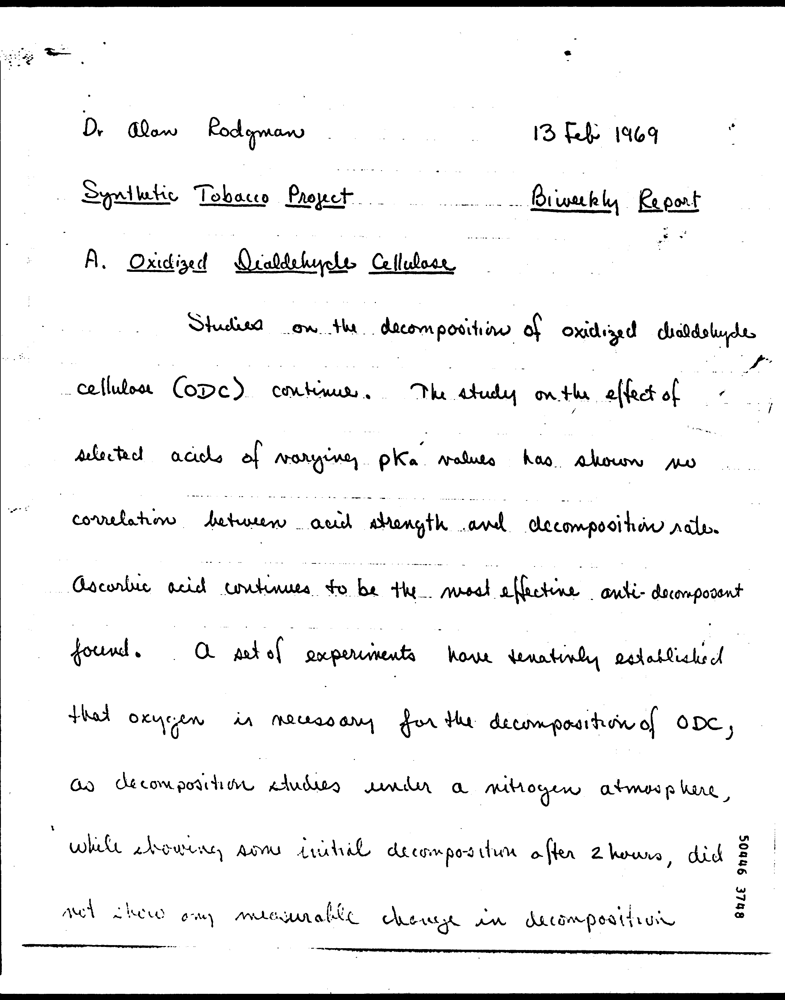 Dr Alan Rodgman 13 Feb 1969
Synthetic Tobacco Project Biweekly Report
A. Oxidized Dialdehyde Cellulose
Studies on the decomposition of oxidized dialdehyde
cellulose (ODC) continue. The study on the effect of
selected acids of varying pKa values has shown no
correlation between acid strength and decomposition rate.
Ascorbic acid continues to be the most effective anti-decomposant
found. A set of experiments have tenatively established
that oxygen is necessary for the decomposition of ODC,
as decomposition studies under a nitrogen atmosphere,
while showing some initial decomposition after 2 hours, did
not show any measurable change in decomposition
50446 3748